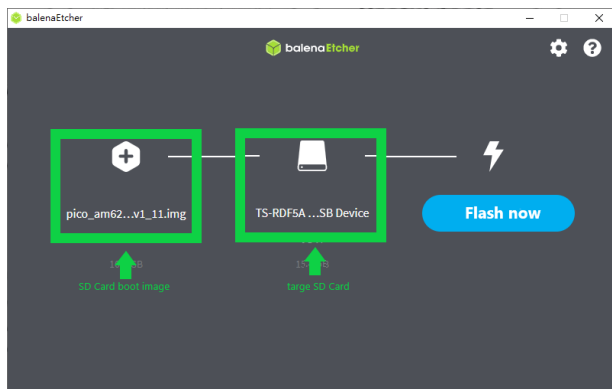 balenaEtcher
balenaEtcher
pico_am62...v1_11.img
TS-RDF5A ...SB Device
Flash now
SD Card boot image
targe SD Card